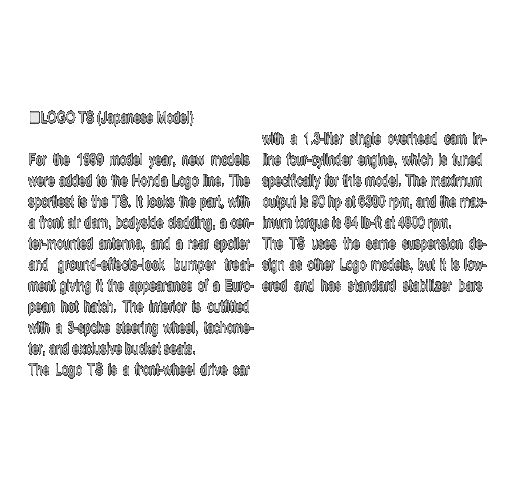 LOGO TS (Japanese Model)
For the 1999 model year, new models
were added to the Honda Logo line. The
sportiest is the TS. It looks the part, with
a front air dam, bodyside cladding, a cen-
ter-mounted antenna, and a rear spoiler
and ground-effects-look bumper treat-
ment giving it the appearance of a Euro-
pean hot hatch. The interior is outfitted
with a 3-spoke steering wheel, tachome-
ter, and exclusive bucket seats.
The Logo TS is a front-wheel drive car
with a 1.3-liter single overhead cam in-
line four-cylinder engine, which is tuned
specifically for this model. The maximum
output is 90 hp at rpm, and the max-
imum torque is 84 lb-ft at 4800 rpm.
The TS uses the same suspension de-
sign as other Logo models, but it is low-
ered and has standard stabilizer bars